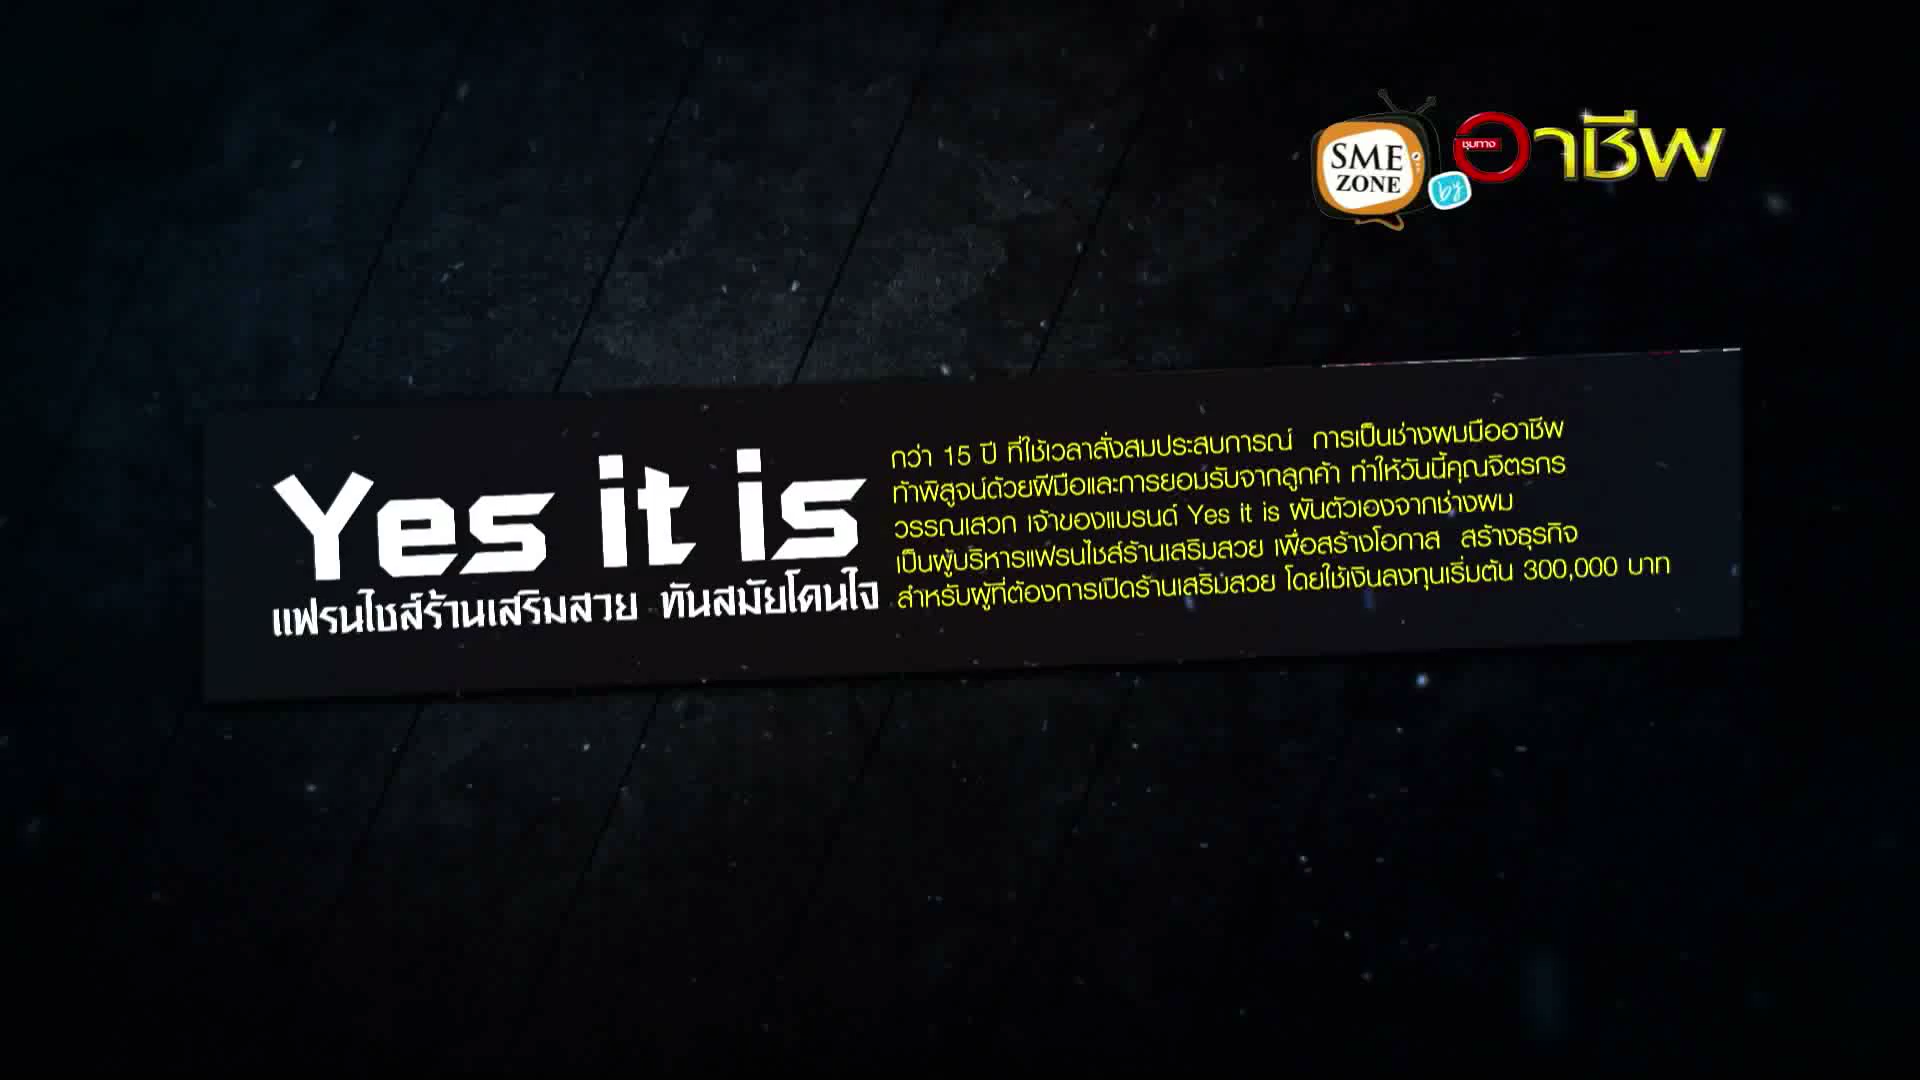 SME
ZONE
by
ชุมทาง
อาชีพ
Yes it is
แฟรนไชส์ร้านเสริมสวย ทันสมัยโดนใจ
กว่า 15 ปี ที่ใช้เวลาสั่งสมประสบการณ์ การเป็นช่างผมมืออาชีพ
ท้าพิสูจน์ด้วยฝีมือและการยอมรับจากลูกค้า ทำให้วันนี้คุณจิตรกร
วรรณเสวก เจ้าของแบรนด์ Yes it is ผันตัวเองจากช่างผม
เป็นผู้บริหารแฟรนไชส์ร้านเสริมสวย เพื่อสร้างโอกาส สร้างธุรกิจ
สำหรับผู้ที่ต้องการเปิดร้านเสริมสวย โดยใช้เงินลงทุนเริ่มต้น 300,000 บาท